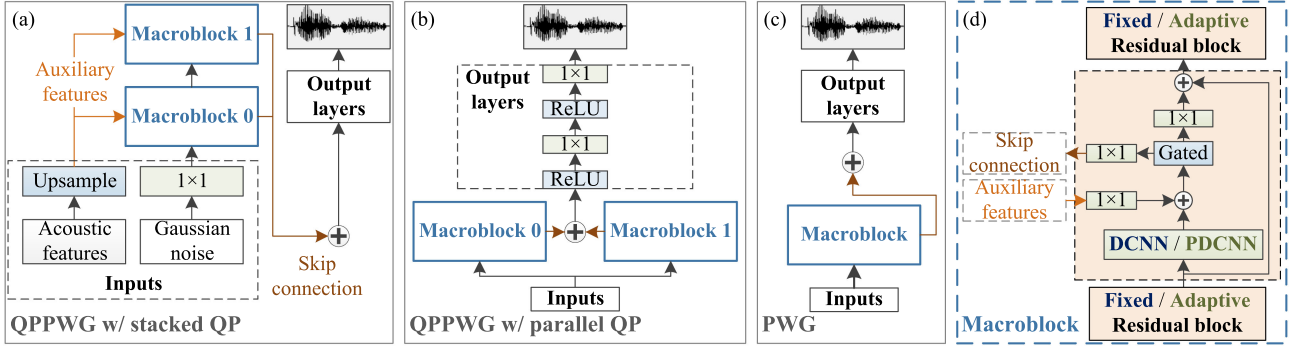 (a)
Macroblock 1
Auxiliary
features
Macroblock 0
Output
layers
Upsample
1×1
Acoustic
features
Gaussian
noise
Inputs
Skip
connection
QPPWG w/ stacked QP
(b)
Output
layers
1×1
ReLU
1×1
ReLU
Macroblock 0
Macroblock 1
Inputs
QPPWG w/ parallel QP
(c)
Output
layers
Macroblock
Inputs
PWG
(d)
Fixed / Adaptive
Residual block
1×1
Skip
connection
1×1
Gated
Auxiliary
features
1×1
DCNN / PDCNN
Fixed / Adaptive
Residual block
Macroblock